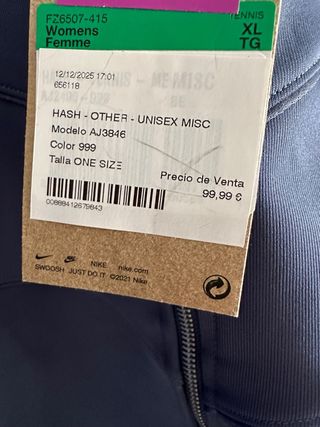 FZ6507-415
Womens
Femme
TENNIS
XL
TG
12/12/2025 17:01
656118
HASH - OTHER - UNISEX MISC
Modelo AJ3846
Color 999
Talla ONE SIZE
Precio de Venta
99,99 €
00888412679843
NIKE nike.com
SWOOSH JUST DO IT ©2021 Nike